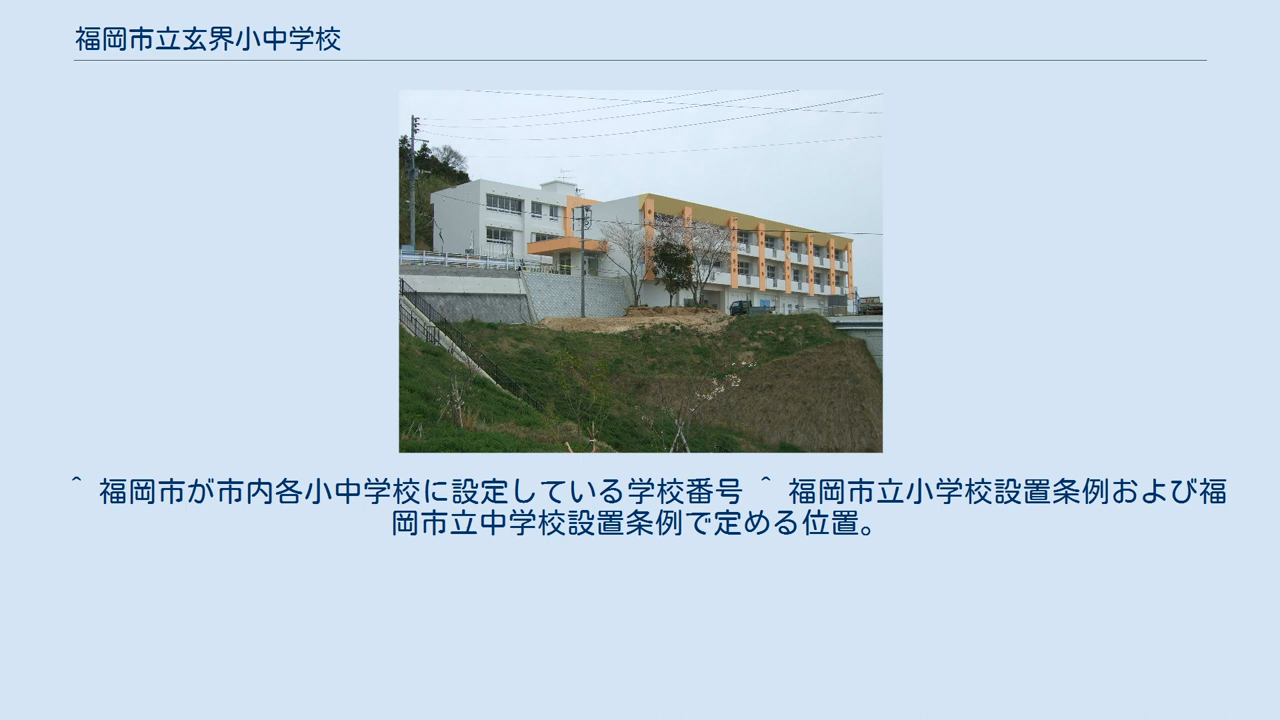 福岡市立玄界小中学校
^ 福岡市が市内各小中学校に設定している学校番号 ^ 福岡市立小学校設置条例および福
岡市立中学校設置条例で定める位置。